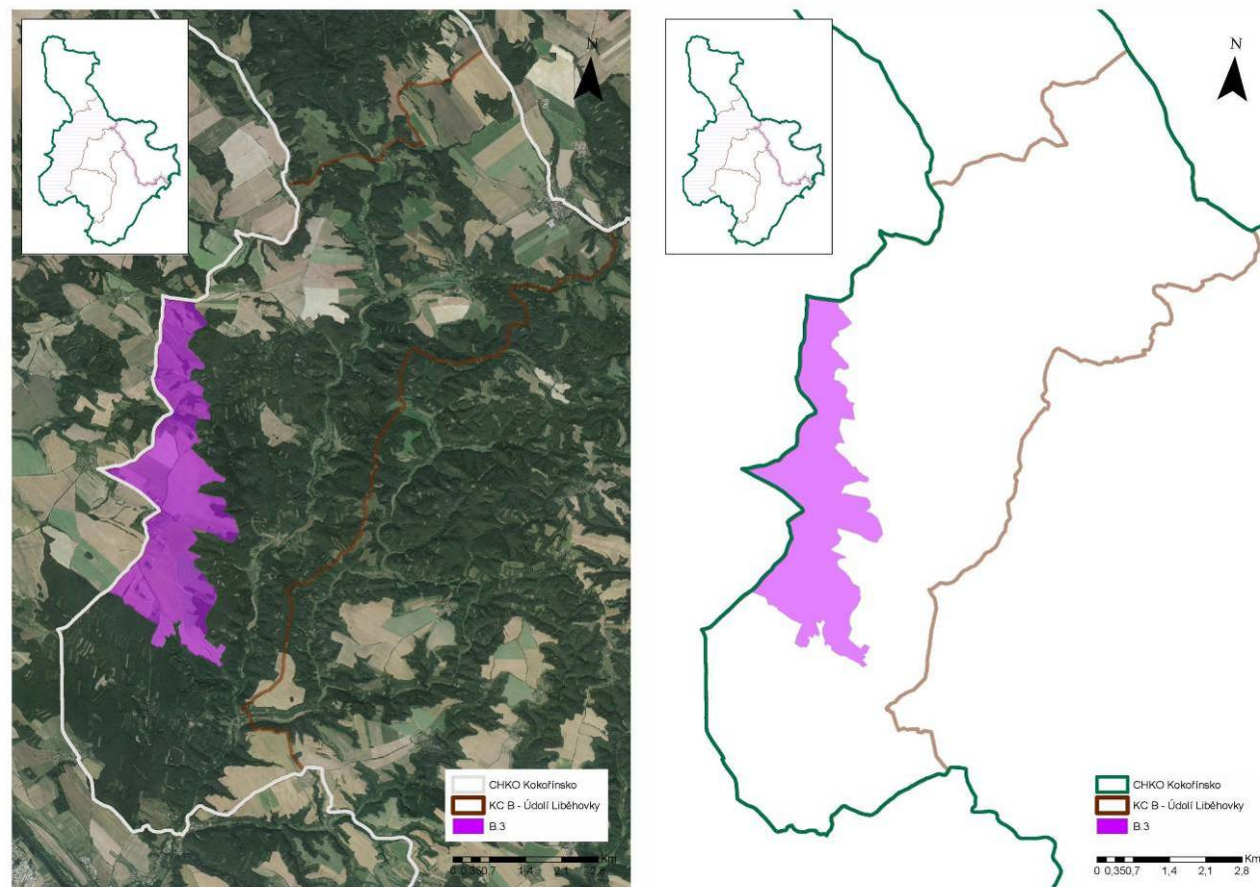 N
CHKO Kokořínsko
KC B - Údolí Liběhovky
B.3
Km
0 0,350,7 1,4 2,1 2,8
N
CHKO Kokořínsko
KC B - Údolí Liběhovky
B.3
Km
0 0,350,7 1,4 2,1 2,8